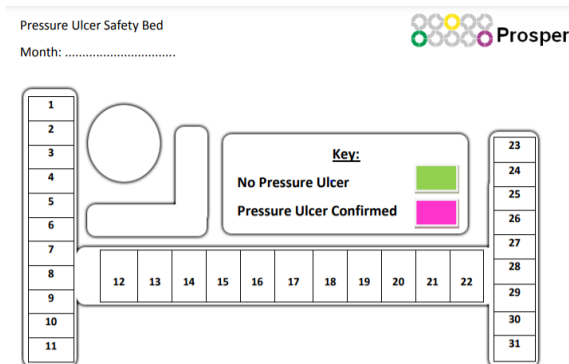 Pressure Ulcer Safety Bed
Month: ................................
Prosper
Key:
No Pressure Ulcer
Pressure Ulcer Confirmed
1
2
3
4
5
6
7
8
9
10
11
12 13 14 15 16 17 18 19 20 21 22
23
24
25
26
27
28
29
30
31